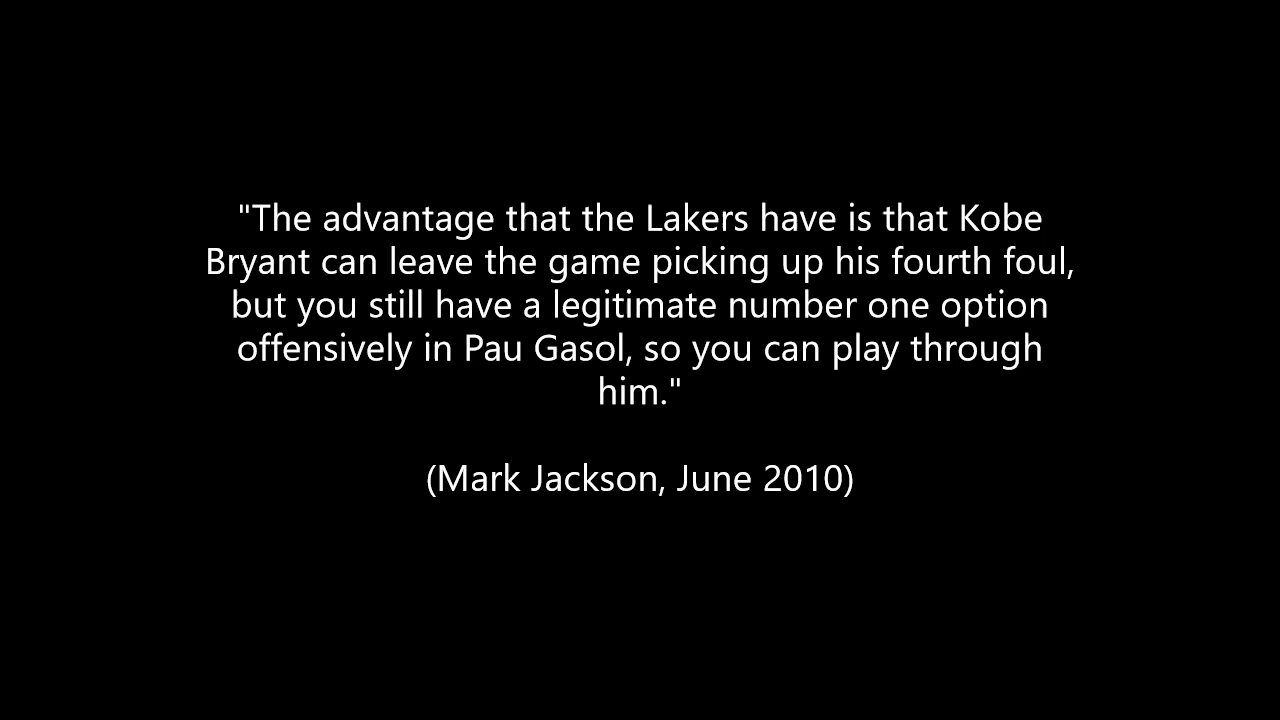 "The advantage that the Lakers have is that Kobe
Bryant can leave the game picking up his fourth foul,
but you still have a legitimate number one option
offensively in Pau Gasol, so you can play through
him."
(Mark Jackson, June 2010)